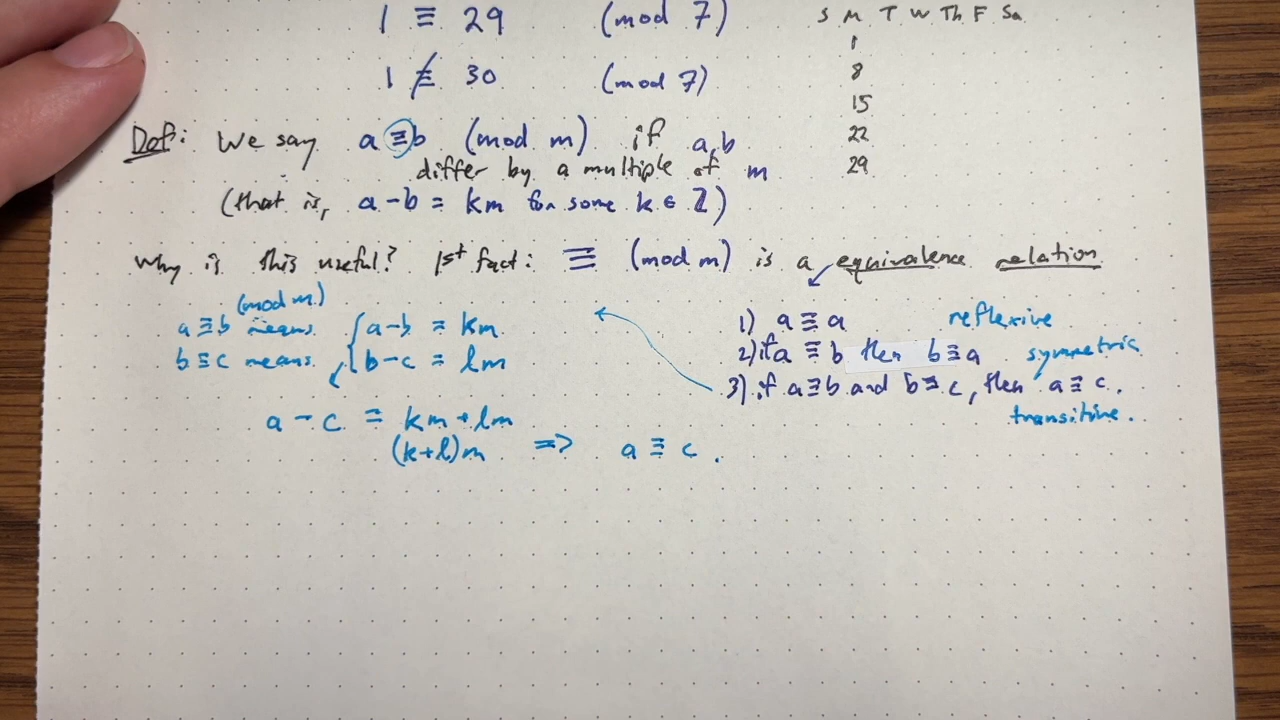 1 ≡ 29 (mod 7)
S M T W Th F Sa
1
1 ≢ 30 (mod 7)
8
15
Def: We say a ≡ b (mod m) if a,b
22
differ by a multiple of m
29
(that is, a-b = km for some k ∈ ℤ)
Why is this useful? 1st fact: ≡ (mod m) is a equivalence relation
(mod m)
a ≡ b means a-b = km
b ≡ c means b-c = lm
a - c = km + lm
(k+l)m => a ≡ c.
1) a ≡ a reflexive
2) if a ≡ b then b ≡ a symmetric
3) if a ≡ b and b ≡ c, then a ≡ c.
transitive.